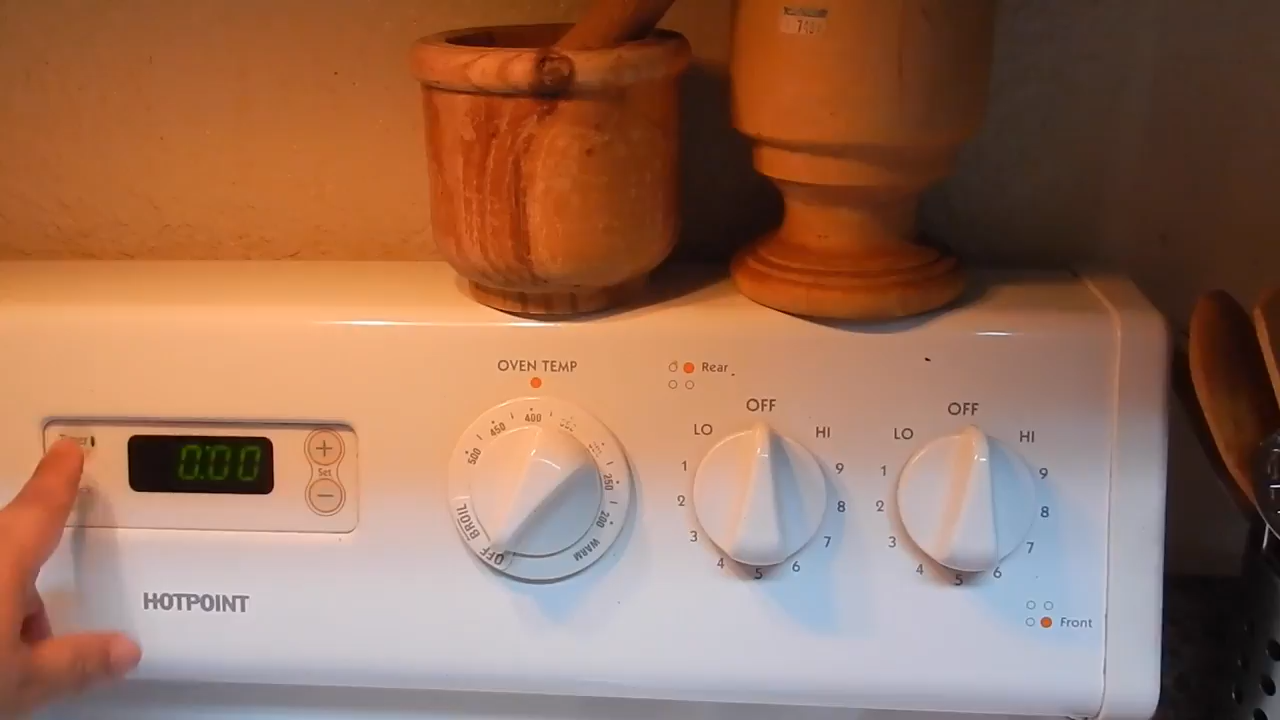 OVEN TEMP
Rear
OFF
LO
HI
1
2
3
4
5
6
7
8
9
OFF
LO
HI
1
2
3
4
5
6
7
8
9
Front
0:00
+
Set
−
500
450
400
250
200
WARM
OFF
BROIL
HOTPOINT